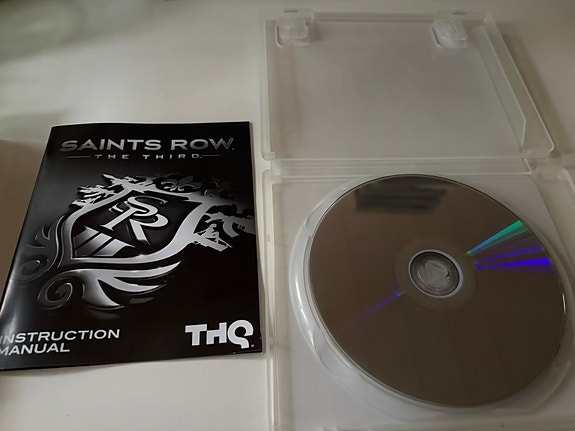 SAINTS ROW.
THE THIRD.
SR
INSTRUCTION
MANUAL
THQ